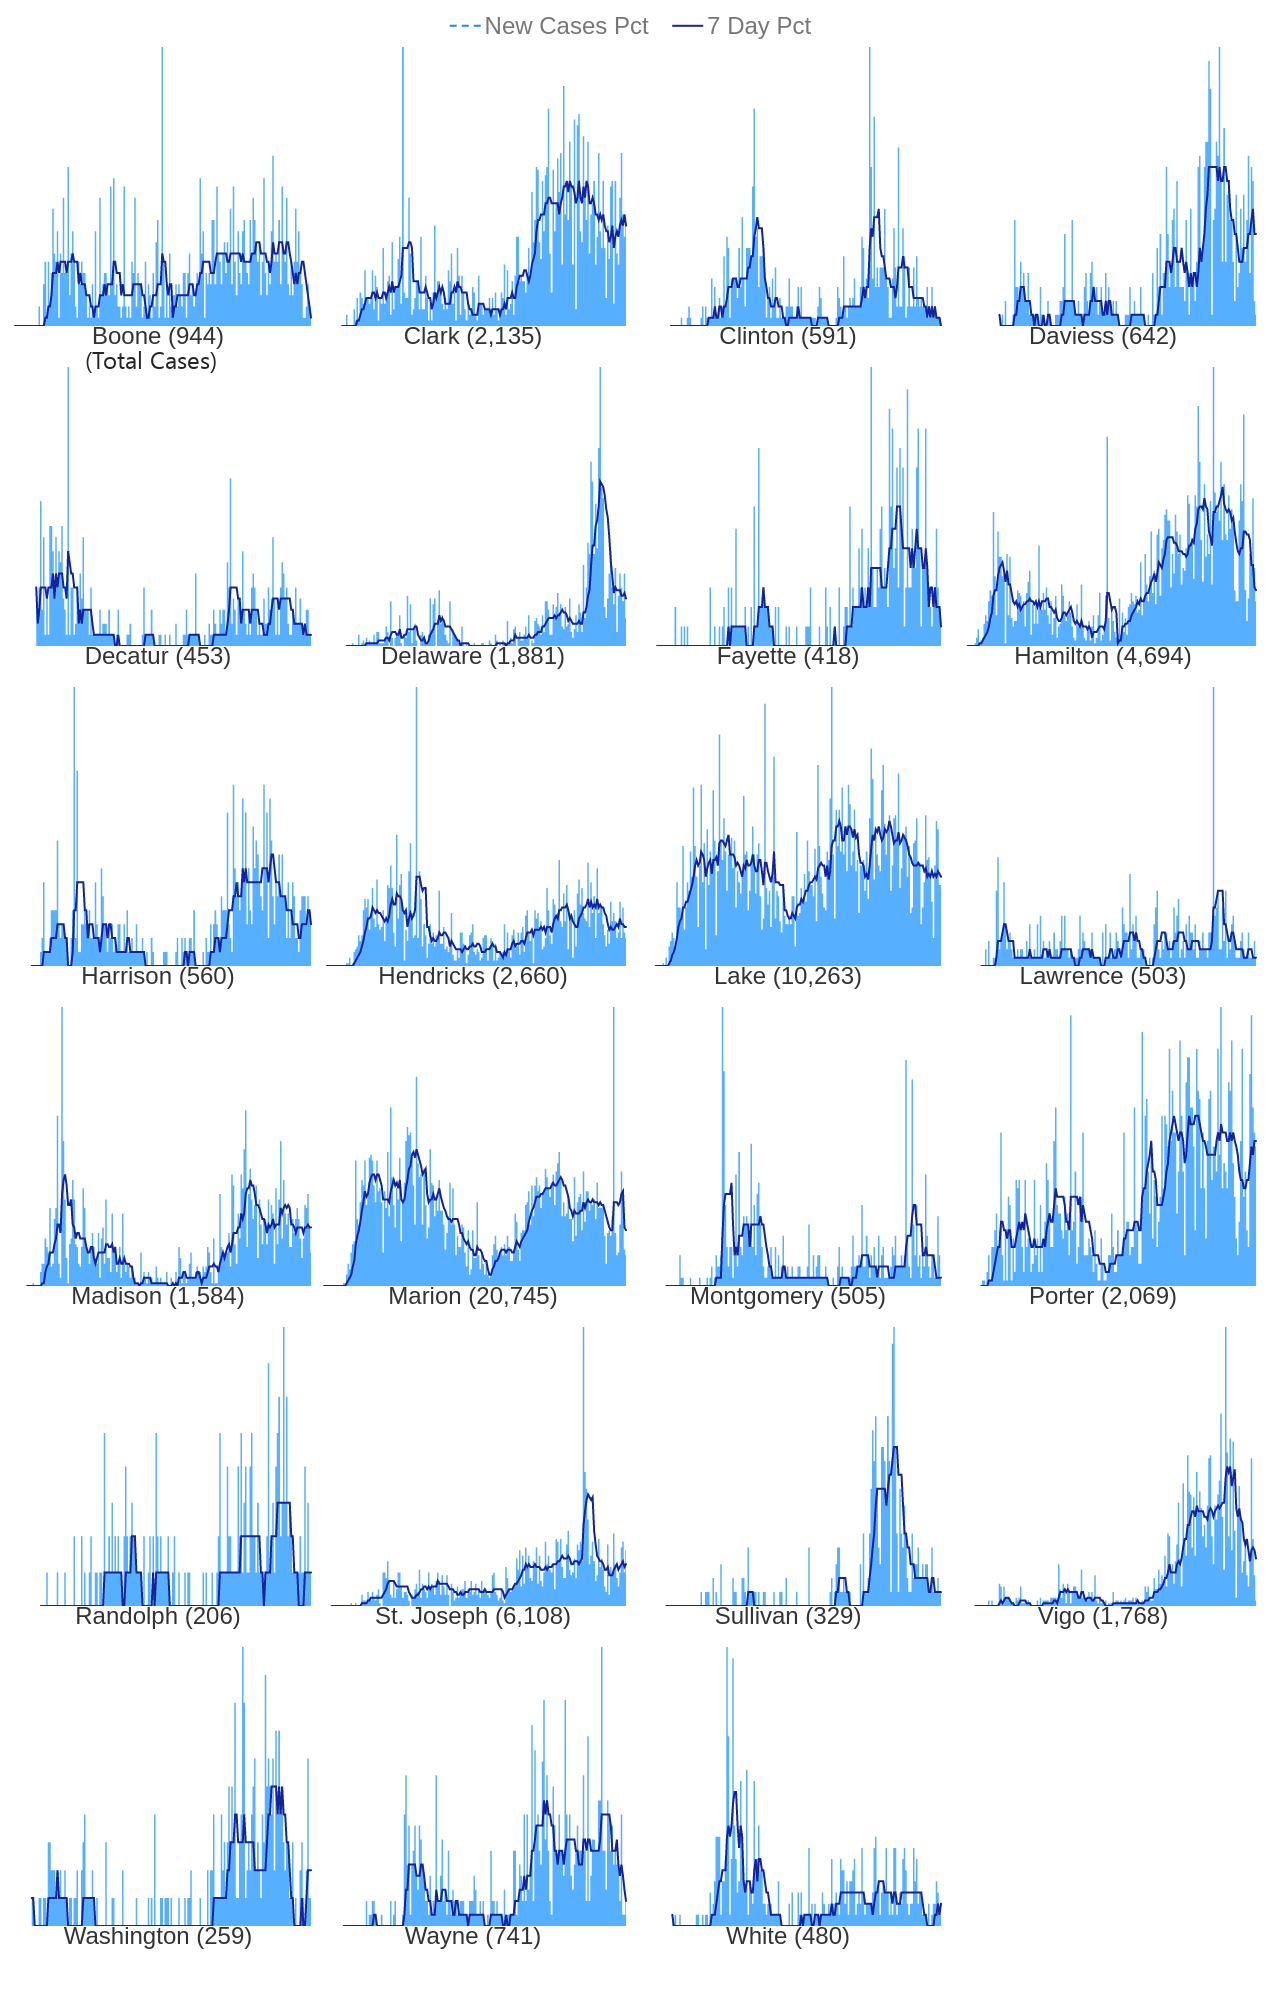 New Cases Pct 7 Day Pct
Boone (944) Clark (2,135) Clinton (591) Daviess (642)
(Total Cases)
Decatur (453) Delaware (1,881) Fayette (418) Hamilton (4,694)
Harrison (560) Hendricks (2,660) Lake (10,263) Lawrence (503)
Madison (1,584) Marion (20,745) Montgomery (505) Porter (2,069)
Randolph (206) St. Joseph (6,108) Sullivan (329) Vigo (1,768)
Washington (259) Wayne (741) White (480)